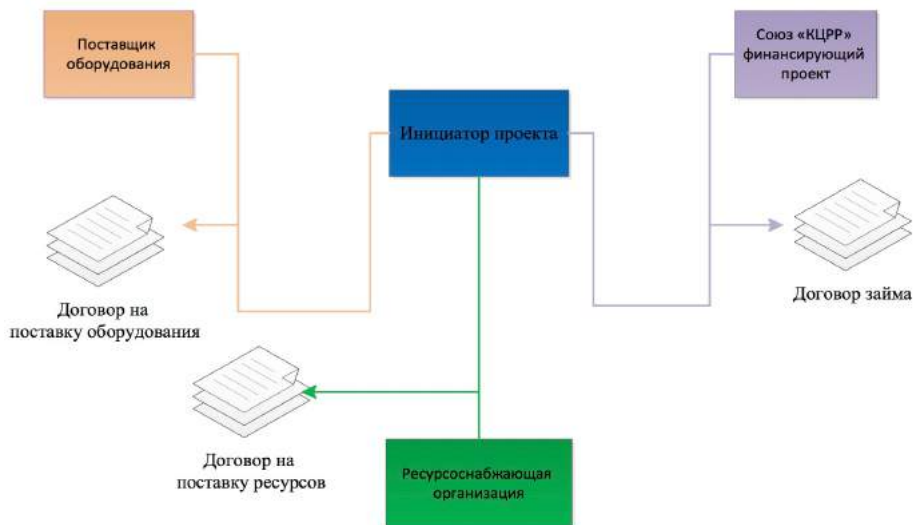 Поставщик
оборудования
Союз «КЦРР»
финансирующий
проект
Инициатор проекта
Договор на
поставку оборудования
Договор займа
Договор на
поставку ресурсов
Ресурсоснабжающая
организация